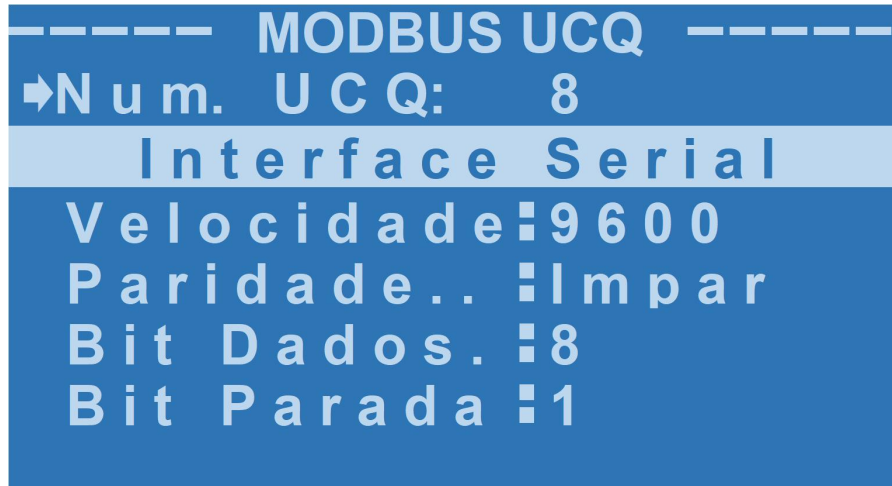 ----- MODBUS UCQ -----
➡Num. UCQ: 8
Interface Serial
Velocidade:9600
Paridade..:Impar
Bit Dados.:8
Bit Parada:1